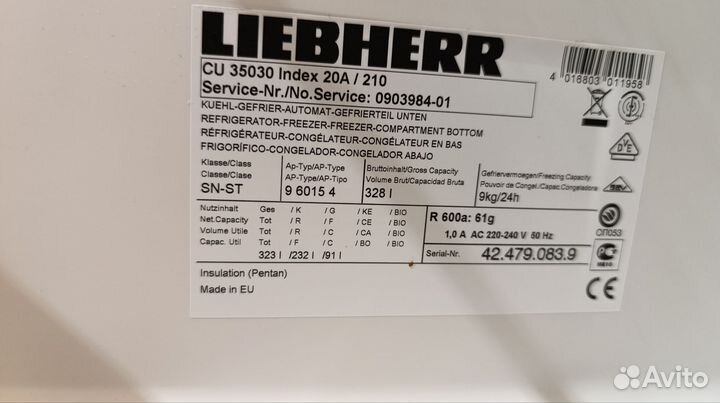 LIEBHERR
CU 35030 Index 20A / 210
Service-Nr./No.Service: 0903984-01
4 016803 011958
KUEHL-GEFRIER-AUTOMAT-GEFRIERTEIL UNTEN
REFRIGERATOR-FREEZER-FREEZER-COMPARTMENT BOTTOM
RÉFRIGÉRATEUR-CONGÉLATEUR-CONGÉLATEUR EN BAS
FRIGORÍFICO-CONGELADOR-CONGELADOR ABAJO
DVE
Klasse/Class Ap-Typ/AP-Type Bruttoinhalt/Gross Capacity Gefriervermoegen/Freezing Capacity
Classe/Clase AP-Type/AP-Tipo Volume Brut/Capacidad Bruta Pouvoir de Congel./Capac.Congeladora
SN-ST 9 6015 4 328 l 9kg/24h
Nutzinhalt Ges / K / G / KE / BIO
Net.Capacity Tot / R / F / CE / BIO
Volume Utile Tot / R / C / CA / BIO
Capac. Util Tot / F / C / BO / BIO
323 l /232 l /91 l
R 600a: 61g
1,0 A AC 220-240 V 50 Hz
ОП053
Serial-Nr. 42.479.083.9
Insulation (Pentan)
Made in EU
CE
Avito